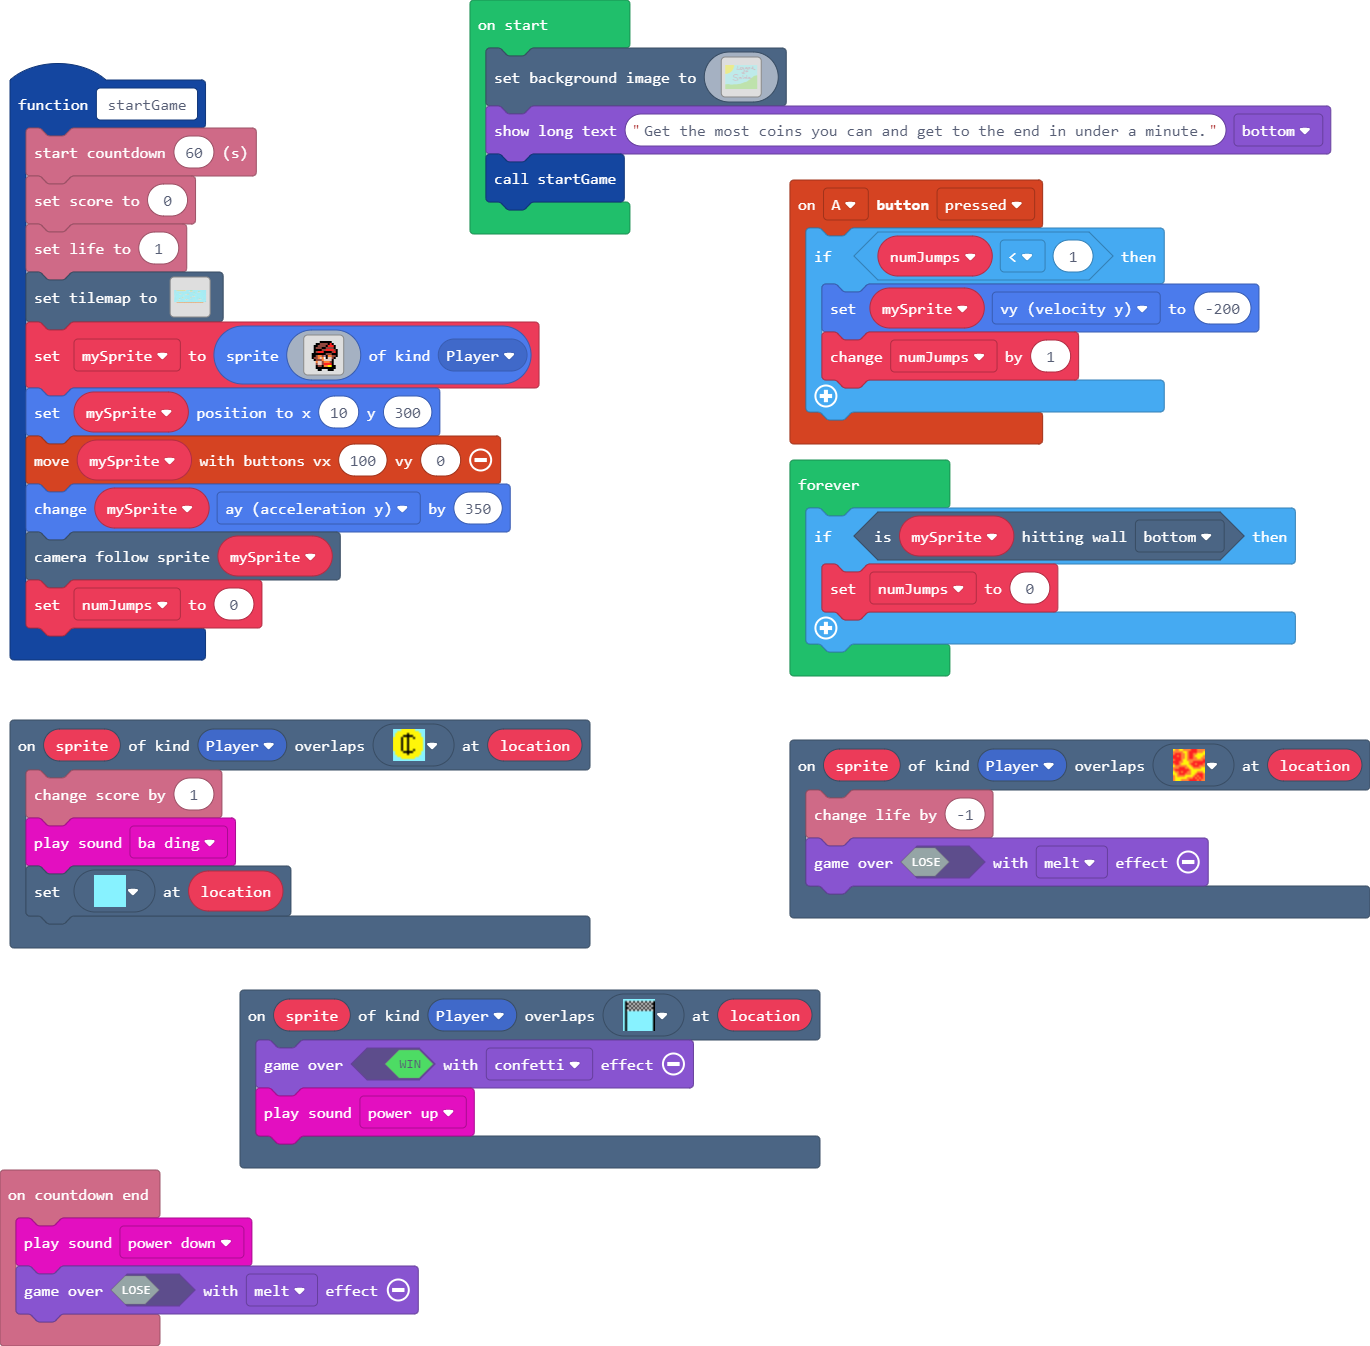 on start
set background image to
show long text "Get the most coins you can and get to the end in under a minute." bottom
call startGame
function startGame
start countdown 60 (s)
set score to 0
set life to 1
set tilemap to
set mySprite to sprite of kind Player
set mySprite position to x 10 y 300
move mySprite with buttons vx 100 vy 0
change mySprite ay (acceleration y) by 350
camera follow sprite mySprite
set numJumps to 0
on A button pressed
if numJumps < 1 then
set mySprite vy (velocity y) to -200
change numJumps by 1
forever
if is mySprite hitting wall bottom then
set numJumps to 0
on sprite of kind Player overlaps at location
change score by 1
play sound ba ding
set at location
on sprite of kind Player overlaps at location
change life by -1
game over LOSE with melt effect
on sprite of kind Player overlaps at location
game over WIN with confetti effect
play sound power up
on countdown end
play sound power down
game over LOSE with melt effect